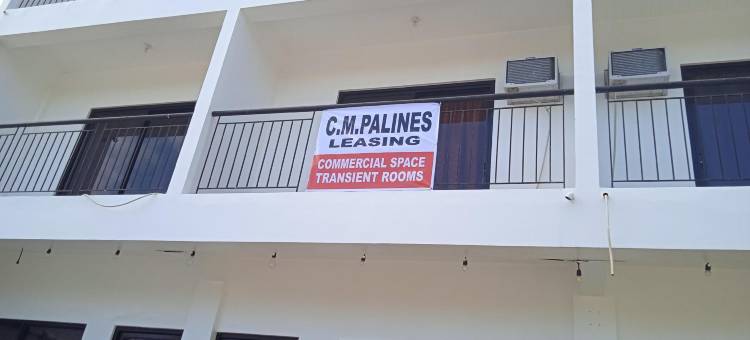 C.M.PALINES
LEASING
COMMERCIAL SPACE
TRANSIENT ROOMS